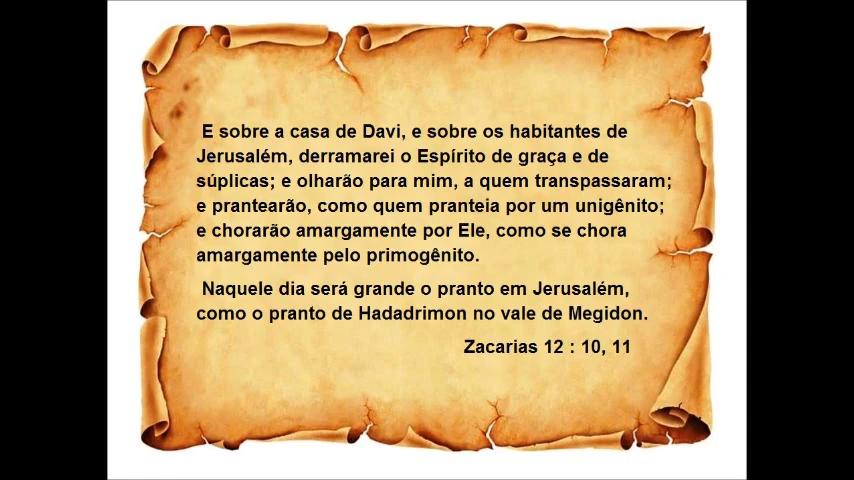 E sobre a casa de Davi, e sobre os habitantes de
Jerusalém, derramarei o Espírito de graça e de
súplicas; e olharão para mim, a quem transpassaram;
e prantearão, como quem pranteia por um unigênito;
e chorarão amargamente por Ele, como se chora
amargamente pelo primogênito.
Naquele dia será grande o pranto em Jerusalém,
como o pranto de Hadadrimon no vale de Megidon.
Zacarias 12 : 10, 11